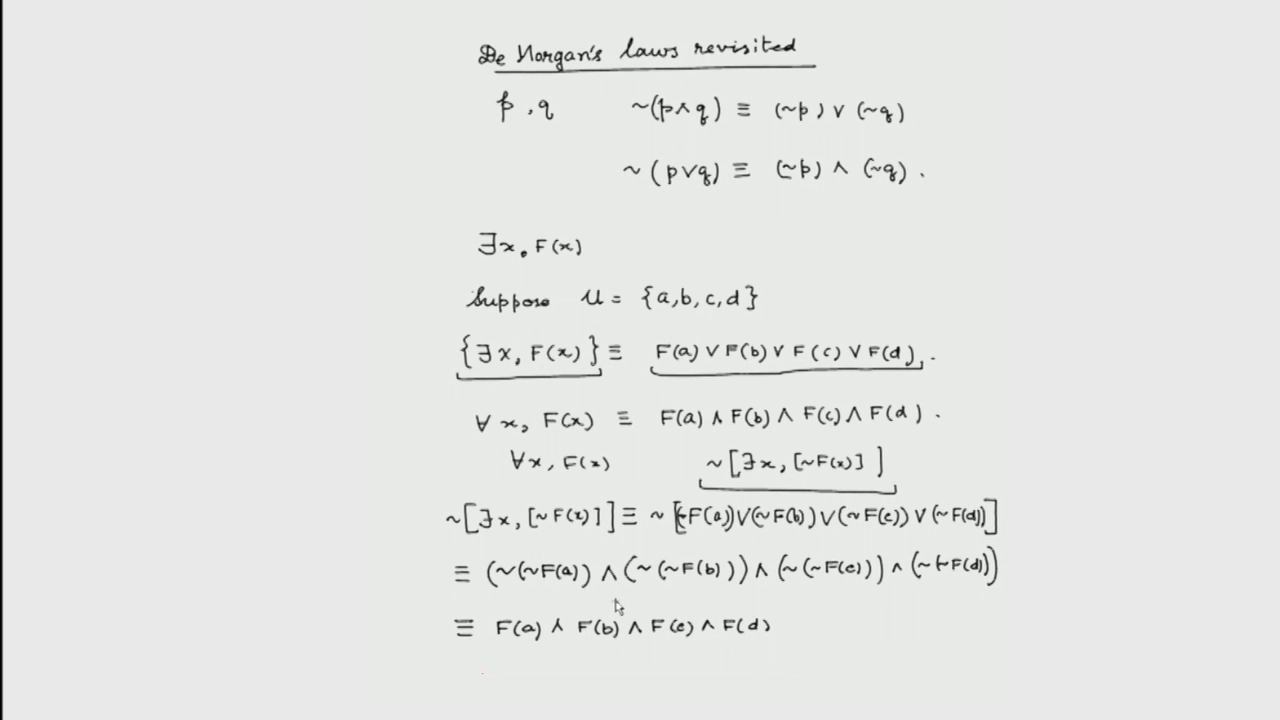 De Morgan's laws revisited
p, q ~(p∧q) ≡ (~p) ∨ (~q)
~(p∨q) ≡ (~p) ∧ (~q).
∃x. F(x)
Suppose U = {a,b,c,d}
{∃x, F(x)} ≡ F(a) ∨ F(b) ∨ F(c) ∨ F(d).
∀x, F(x) ≡ F(a) ∧ F(b) ∧ F(c) ∧ F(d).
∀x, F(x) ~[∃x, [~F(x)]]
~[∃x, [~F(x)]] ≡ ~[(~F(a)) ∨ (~F(b)) ∨ (~F(c)) ∨ (~F(d))]
≡ (~(~F(a)) ∧ (~(~F(b))) ∧ (~(~F(c))) ∧ (~(~F(d)))
≡ F(a) ∧ F(b) ∧ F(c) ∧ F(d)